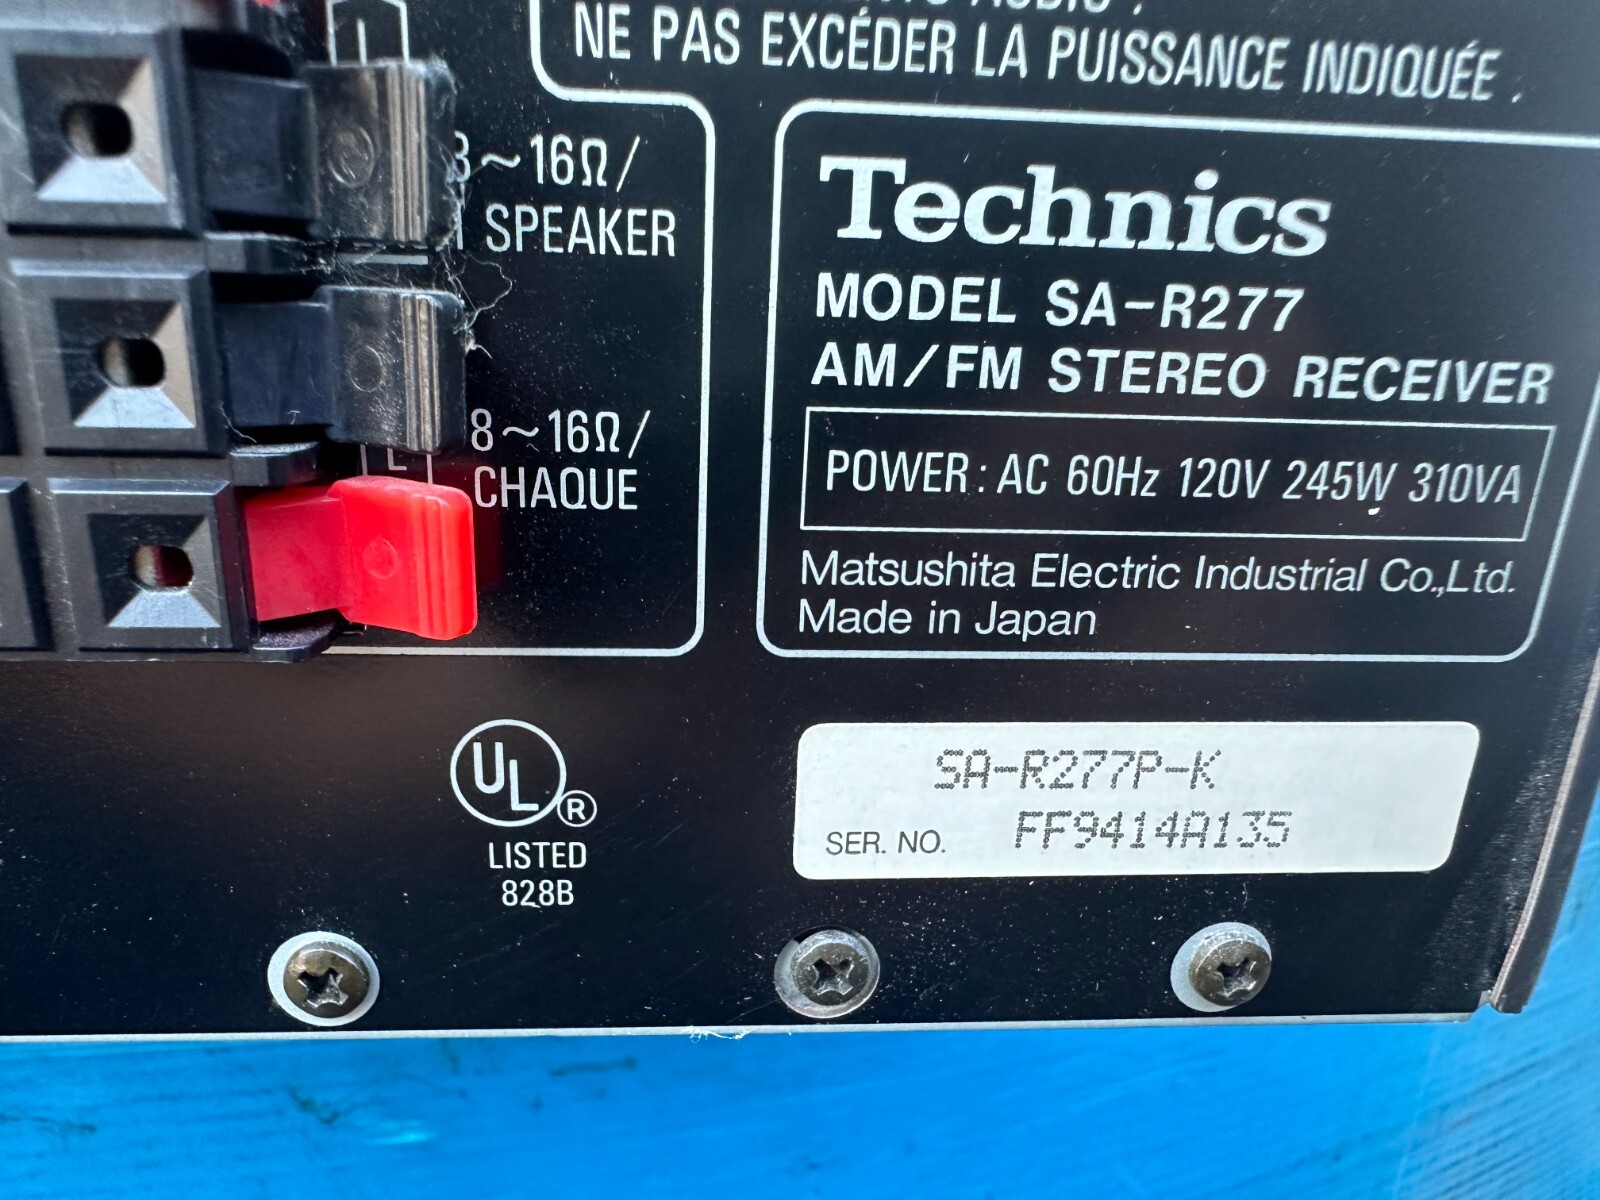 AUDIO.
NE PAS EXCÉDER LA PUISSANCE INDIQUÉE.
L
~16Ω/
SPEAKER
8~16Ω/
L
CHAQUE
Technics
MODEL SA-R277
AM/FM STEREO RECEIVER
POWER: AC 60Hz 120V 245W 310VA
Matsushita Electric Industrial Co.,Ltd.
Made in Japan
UL®
LISTED
828B
SA-R277P-K
SER. NO. FF9414A135